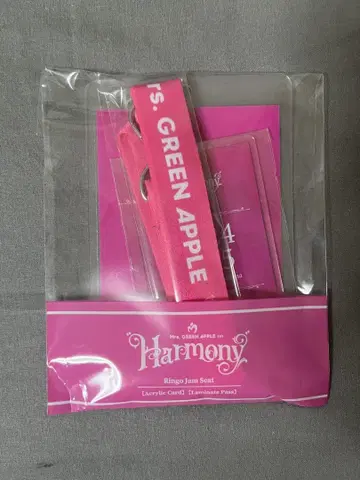 rs. GREEN APPLE
Mrs. GREEN APPLE on
"Harmony"
Ringo Jam Seat
【Acrylic Card】【Laminate Pass】